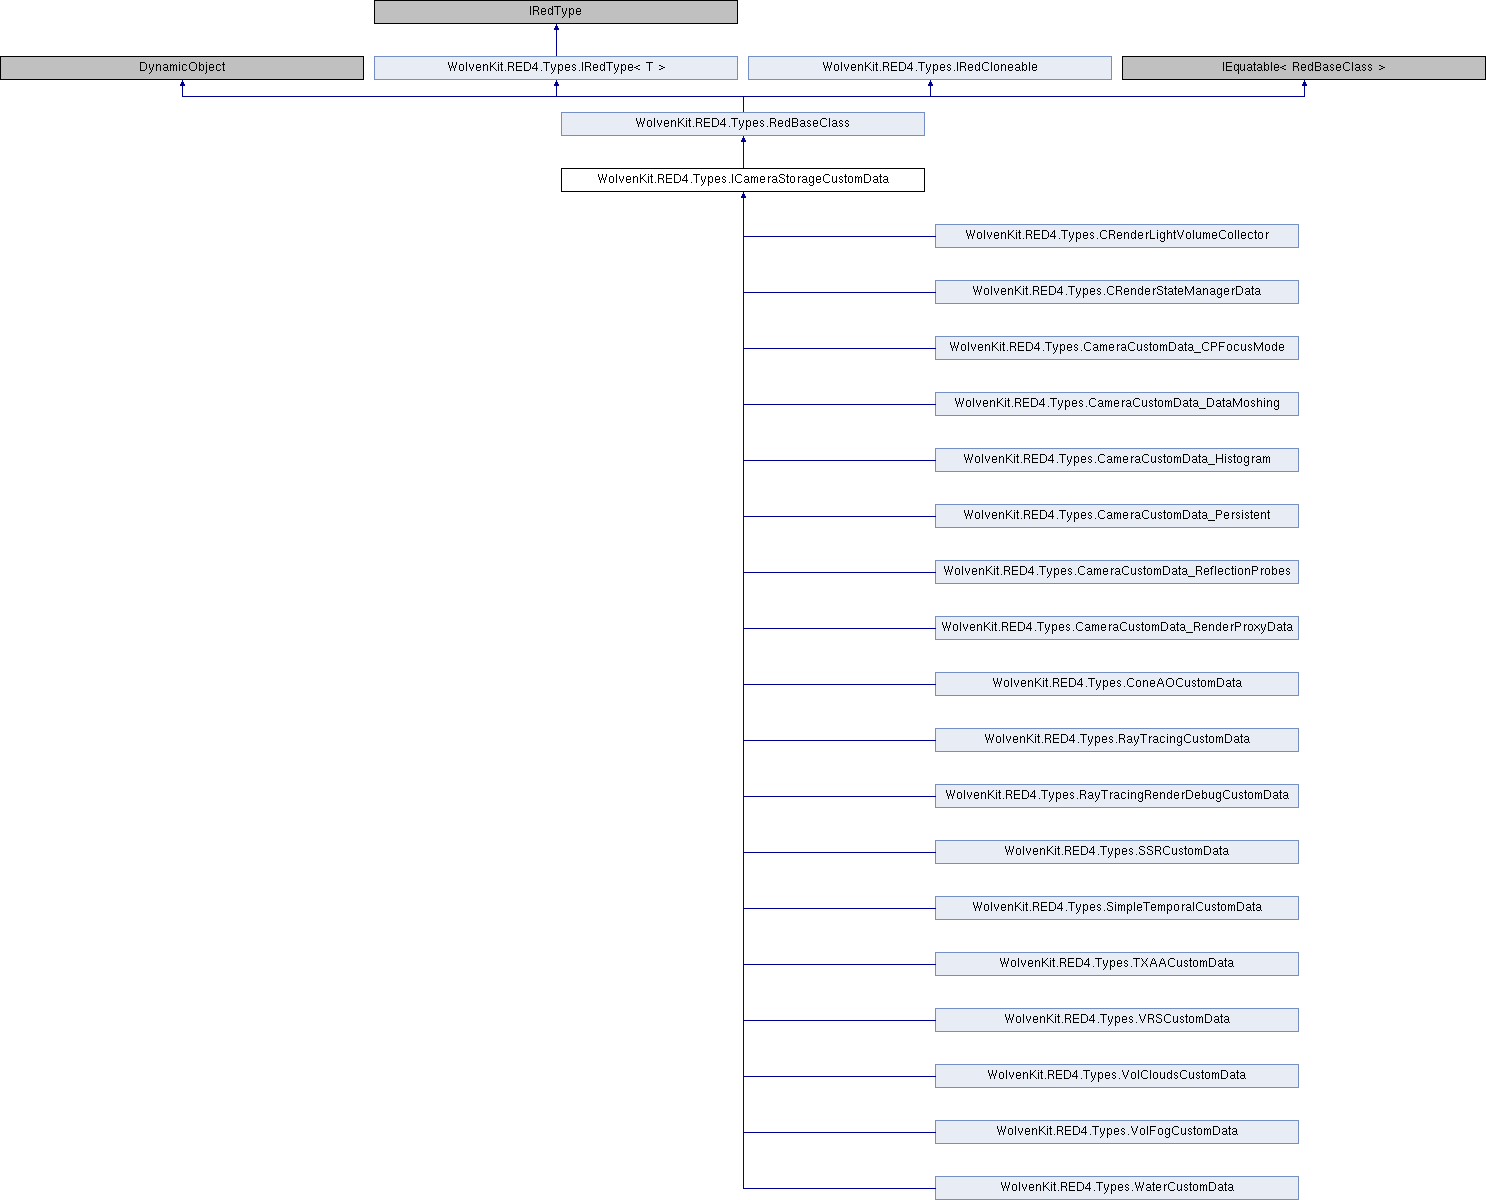 IRedType
DynamicObject
WolvenKit.RED4.Types.IRedType< T >
WolvenKit.RED4.Types.IRedCloneable
IEquatable< RedBaseClass >
WolvenKit.RED4.Types.RedBaseClass
WolvenKit.RED4.Types.ICameraStorageCustomData
WolvenKit.RED4.Types.CRenderLightVolumeCollector
WolvenKit.RED4.Types.CRenderStateManagerData
WolvenKit.RED4.Types.CameraCustomData_CPFocusMode
WolvenKit.RED4.Types.CameraCustomData_DataMoshing
WolvenKit.RED4.Types.CameraCustomData_Histogram
WolvenKit.RED4.Types.CameraCustomData_Persistent
WolvenKit.RED4.Types.CameraCustomData_ReflectionProbes
WolvenKit.RED4.Types.CameraCustomData_RenderProxyData
WolvenKit.RED4.Types.ConeAOCustomData
WolvenKit.RED4.Types.RayTracingCustomData
WolvenKit.RED4.Types.RayTracingRenderDebugCustomData
WolvenKit.RED4.Types.SSRCustomData
WolvenKit.RED4.Types.SimpleTemporalCustomData
WolvenKit.RED4.Types.TXAACustomData
WolvenKit.RED4.Types.VRSCustomData
WolvenKit.RED4.Types.VolCloudsCustomData
WolvenKit.RED4.Types.VolFogCustomData
WolvenKit.RED4.Types.WaterCustomData